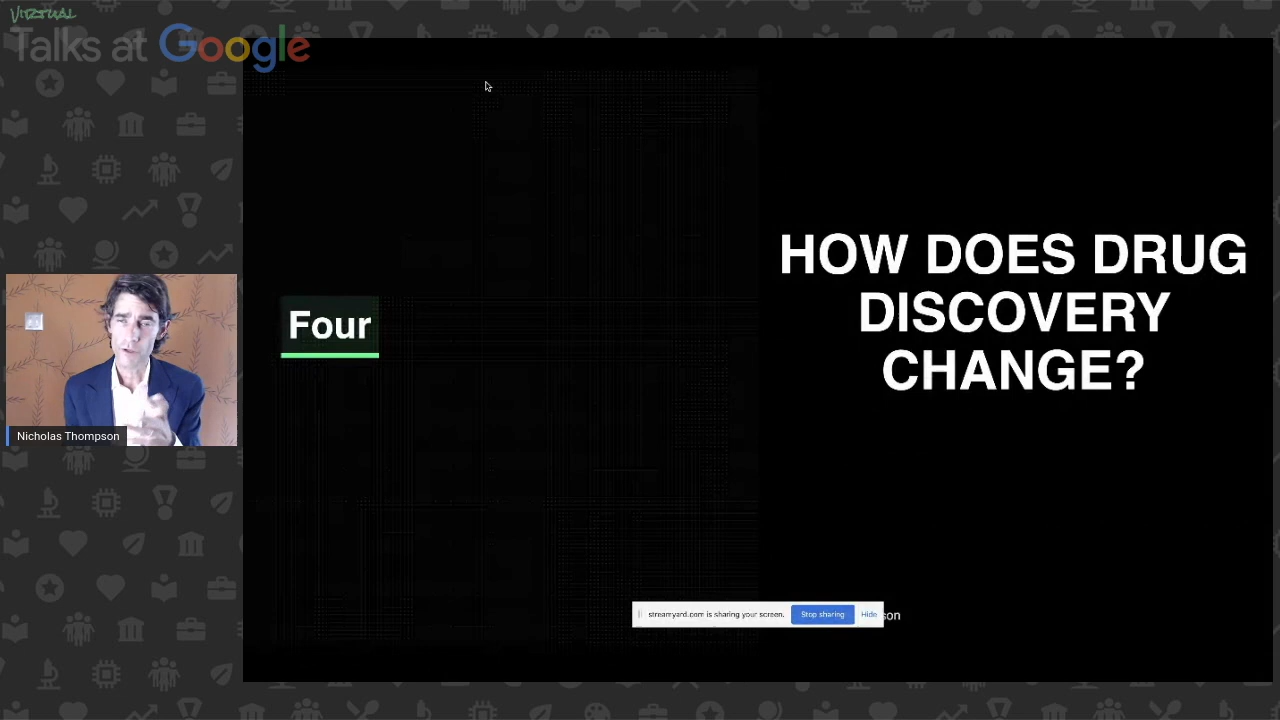 VIRTUAL
Talks at Google
Four
HOW DOES DRUG
DISCOVERY
CHANGE?
Nicholas Thompson
streamyard.com is sharing your screen.
Stop sharing
Hide
son